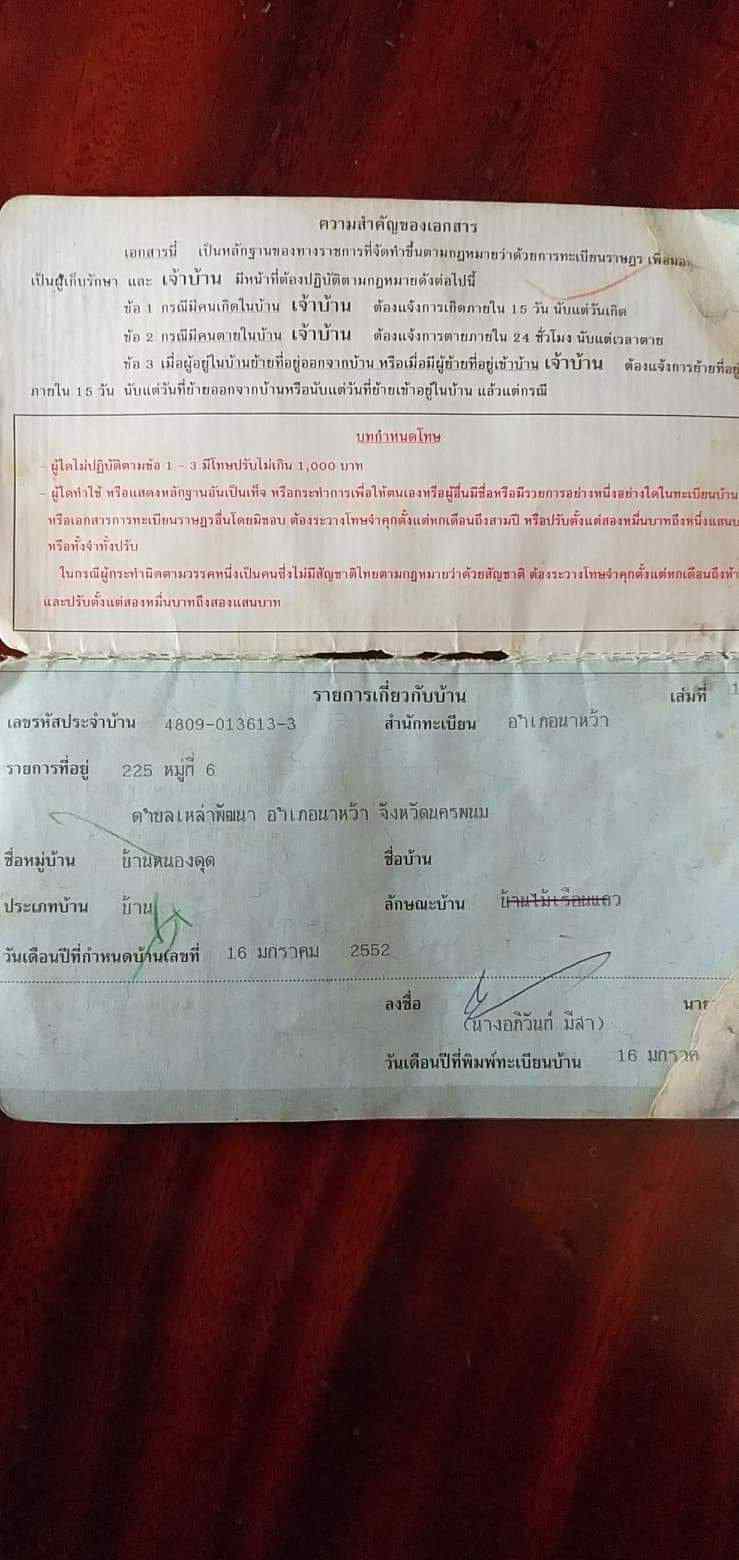 ความสำคัญของเอกสาร
เอกสารนี้ เป็นหลักฐานของทางราชการที่จัดทำขึ้นตามกฎหมายว่าด้วยการทะเบียนราษฎร เพื่อมอบ
เป็นผู้เก็บรักษา และ เจ้าบ้าน มีหน้าที่ต้องปฏิบัติตามกฎหมายดังต่อไปนี้
ข้อ 1 กรณีมีคนเกิดในบ้าน เจ้าบ้าน ต้องแจ้งการเกิดภายใน 15 วัน นับแต่วันเกิด
ข้อ 2 กรณีมีคนตายในบ้าน เจ้าบ้าน ต้องแจ้งการตายภายใน 24 ชั่วโมง นับแต่เวลาตาย
ข้อ 3 เมื่อผู้อยู่ในบ้านย้ายที่อยู่ออกจากบ้าน หรือเมื่อมีผู้ย้ายที่อยู่เข้าบ้าน เจ้าบ้าน ต้องแจ้งการย้ายที่อยู่
ภายใน 15 วัน นับแต่วันที่ย้ายออกจากบ้านหรือนับแต่วันที่ย้ายเข้าอยู่ในบ้าน แล้วแต่กรณี
บทกำหนดโทษ
- ผู้ใดไม่ปฏิบัติตามข้อ 1 - 3 มีโทษปรับไม่เกิน 1,000 บาท
- ผู้ใดทำใช้ หรือแสดงหลักฐานอันเป็นเท็จ หรือกระทำการเพื่อให้ตนเองหรือผู้อื่นมีชื่อหรือมีรายการอย่างหนึ่งอย่างใดในทะเบียนบ้าน
หรือเอกสารการทะเบียนราษฎรอื่นโดยมิชอบ ต้องระวางโทษจำคุกตั้งแต่หกเดือนถึงสามปี หรือปรับตั้งแต่สองหมื่นบาทถึงหนึ่งแสนบ
หรือทั้งจำทั้งปรับ
ในกรณีผู้กระทำผิดตามวรรคหนึ่งเป็นคนซึ่งไม่มีสัญชาติไทยตามกฎหมายว่าด้วยสัญชาติ ต้องระวางโทษจำคุกตั้งแต่หกเดือนถึงห้า
และปรับตั้งแต่สองหมื่นบาทถึงสองแสนบาท
รายการเกี่ยวกับบ้าน เล่มที่ 1
เลขรหัสประจำบ้าน 4809-013613-3 สำนักทะเบียน อำเภอนาหว้า
รายการที่อยู่ 225 หมู่ที่ 6
ตำบลเหล่าพัฒนา อำเภอนาหว้า จังหวัดนครพนม
ชื่อหมู่บ้าน บ้านหนองดุด ชื่อบ้าน
ประเภทบ้าน บ้าน ลักษณะบ้าน บ้านไม้เรือนแถว
วันเดือนปีที่กำหนดบ้านเลขที่ 16 มกราคม 2552
ลงชื่อ นาย
(นางอภิวันท์ มีสา)
วันเดือนปีที่พิมพ์ทะเบียนบ้าน 16 มกราค